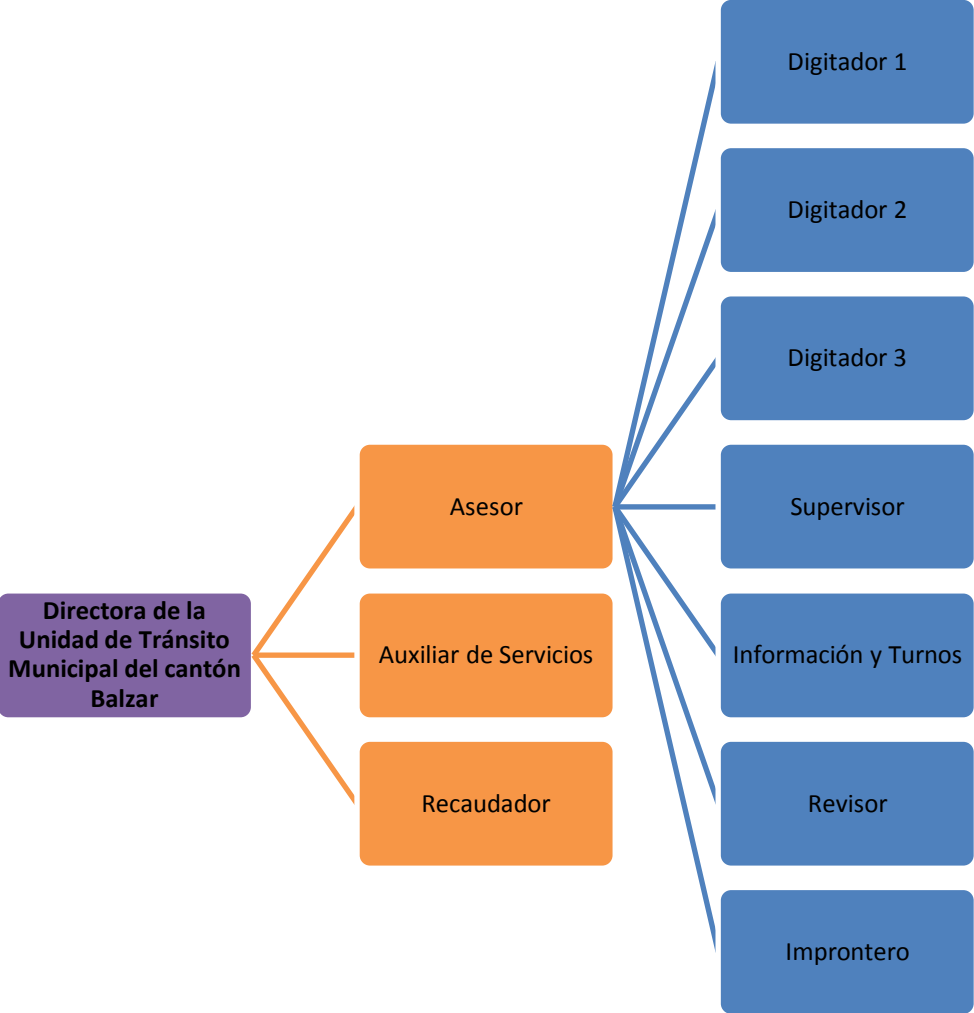 Digitador 1
Digitador 2
Digitador 3
Asesor
Supervisor
Directora de la
Unidad de Tránsito
Municipal del cantón
Balzar
Auxiliar de Servicios
Información y Turnos
Recaudador
Revisor
Improntero